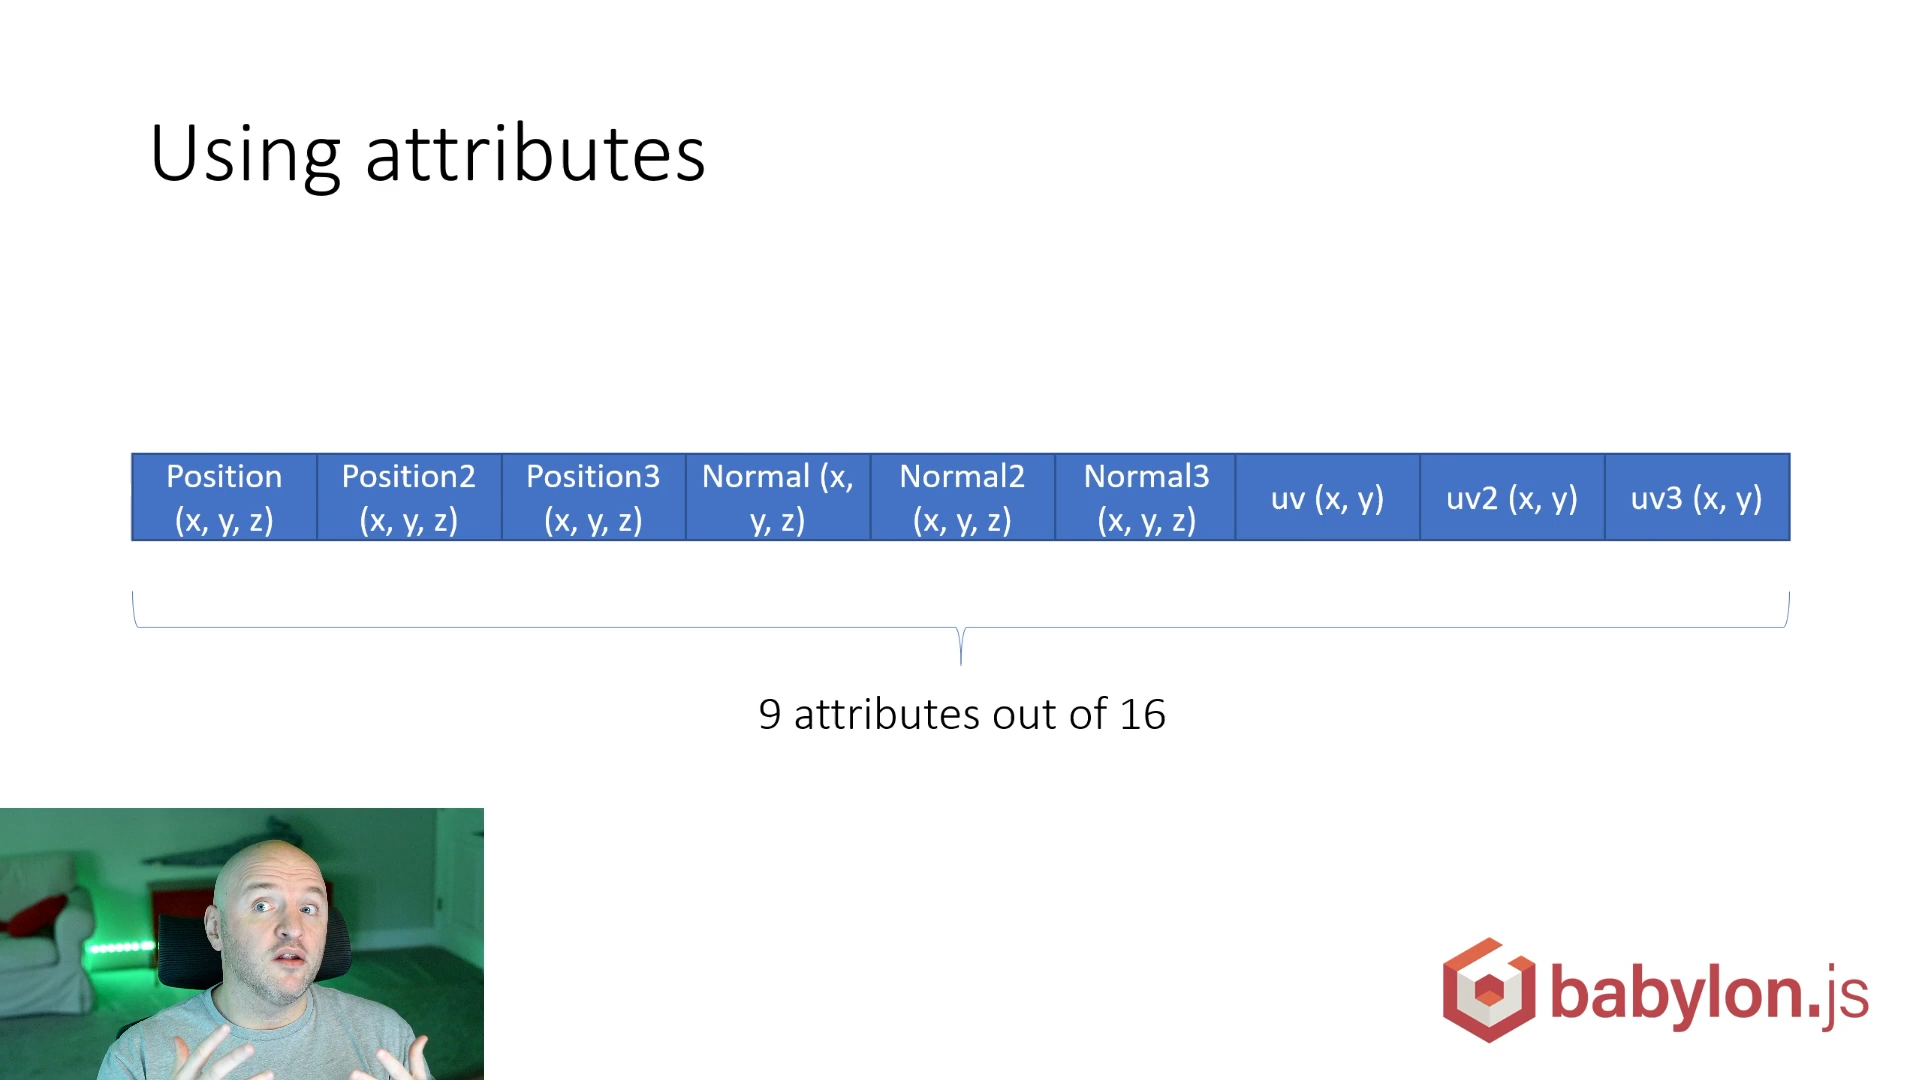 Using attributes
Position
(x, y, z)
Position2
(x, y, z)
Position3
(x, y, z)
Normal (x,
y, z)
Normal2
(x, y, z)
Normal3
(x, y, z)
uv (x, y)
uv2 (x, y)
uv3 (x, y)
9 attributes out of 16
babylon.js